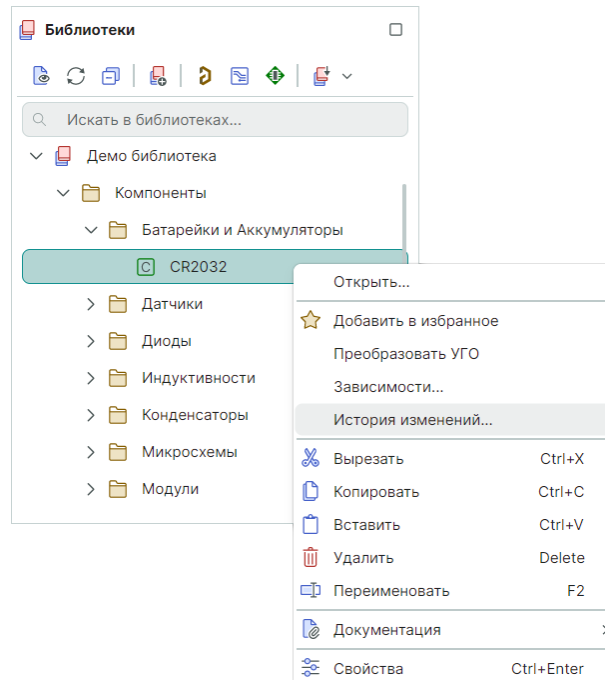 Библиотеки
Искать в библиотеках...
Демо библиотека
Компоненты
Батарейки и Аккумуляторы
C CR2032
Датчики
Диоды
Индуктивности
Конденсаторы
Микросхемы
Модули
Открыть...
Добавить в избранное
Преобразовать УГО
Зависимости...
История изменений...
Вырезать Ctrl+X
Копировать Ctrl+C
Вставить Ctrl+V
Удалить Delete
Переименовать F2
Документация
Свойства Ctrl+Enter